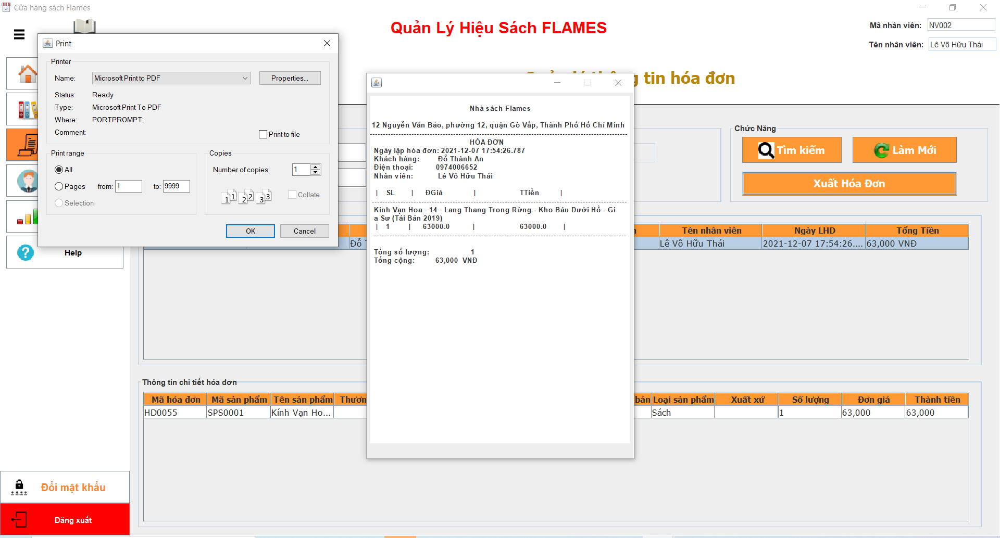 Cửa hàng sách Flames
Quản Lý Hiệu Sách FLAMES
Mã nhân viên: NV002
Tên nhân viên: Lê Võ Hữu Thái
tin hóa đơn
Print
Printer
Name: Microsoft Print to PDF Properties...
Status: Ready
Type: Microsoft Print To PDF
Where: PORTPROMPT:
Comment:
Print to file
Print range
All
Pages from: 1 to: 9999
Selection
Copies
Number of copies: 1
1 1 2 2 3 3
Collate
OK Cancel
Nhà sách Flames
12 Nguyễn Văn Bảo, phường 12, quận Gò Vấp, Thành Phố Hồ Chí Minh
HÓA ĐƠN
Ngày lập hóa đơn: 2021-12-07 17:54:26.787
Khách hàng: Đỗ Thành An
Điện thoại: 0974006652
Nhân viên: Lê Võ Hữu Thái
| SL | ĐGiá | TTiền |
Kính Vạn Hoa - 14 - Lang Thang Trong Rừng - Kho Báu Dưới Hồ - Gi
a Sư (Tái Bản 2019)
| 1 | 63000.0 | 63000.0 |
Tổng số lượng: 1
Tổng cộng: 63,000 VNĐ
Chức Năng
Tìm kiếm Làm Mới
Xuất Hóa Đơn
Tên nhân viên Ngày LHD Tổng Tiền
Đỗ Lê Võ Hữu Thái 2021-12-07 17:54:26.... 63,000 VNĐ
Help
Thông tin chi tiết hóa đơn
Mã hóa đơn Mã sản phẩm Tên sản phẩm Thươn bản Loại sản phẩm Xuất xứ Số lượng Đơn giá Thành tiền
HD0055 SPS0001 Kính Vạn Ho... Sách 1 63,000 63,000
Đổi mật khẩu
Đăng xuất